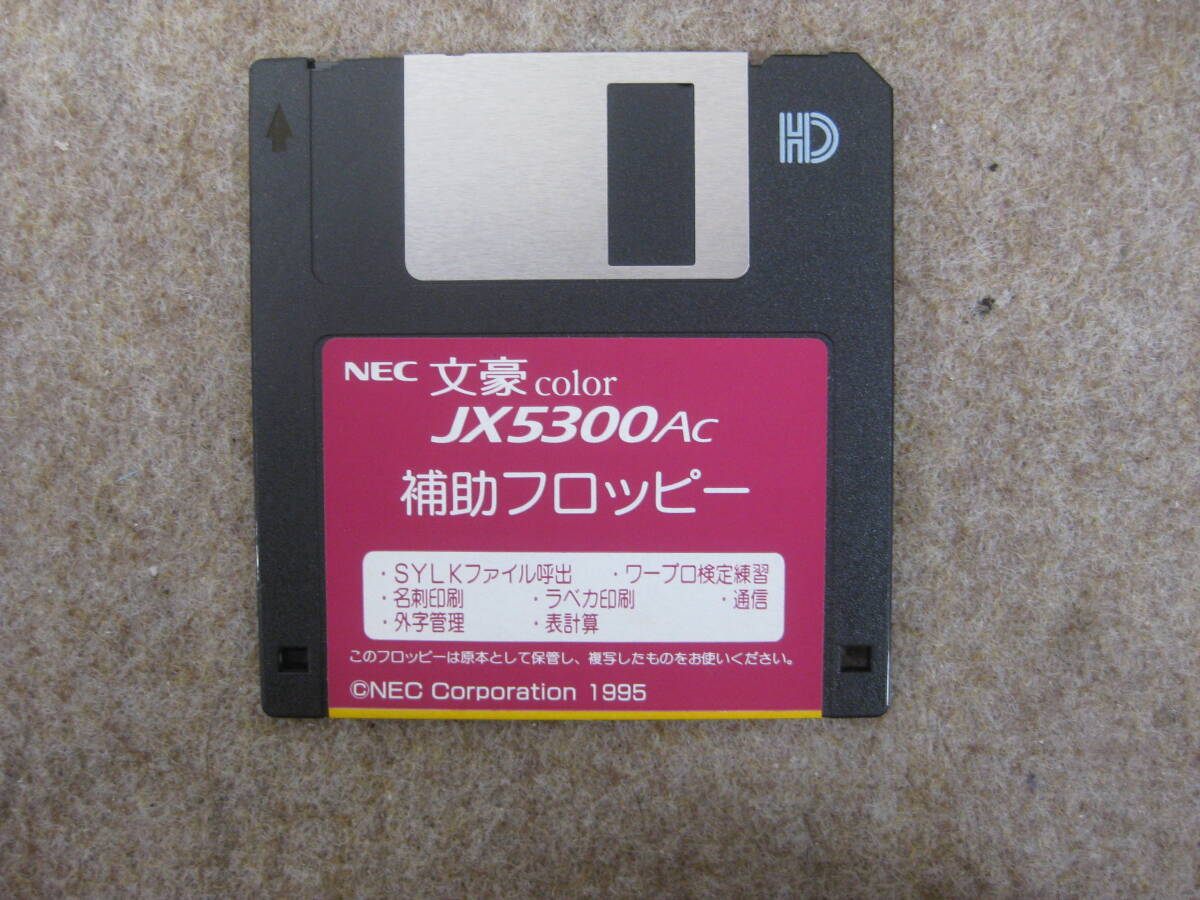 HD
NEC 文豪 color
JX5300AC
補助フロッピー
・SYLKファイル呼出 ・ワープロ検定練習
・名刺印刷 ・ラベカ印刷 ・通信
・外字管理 ・表計算
このフロッピーは原本として保管し、複写したものをお使いください。
©NEC Corporation 1995